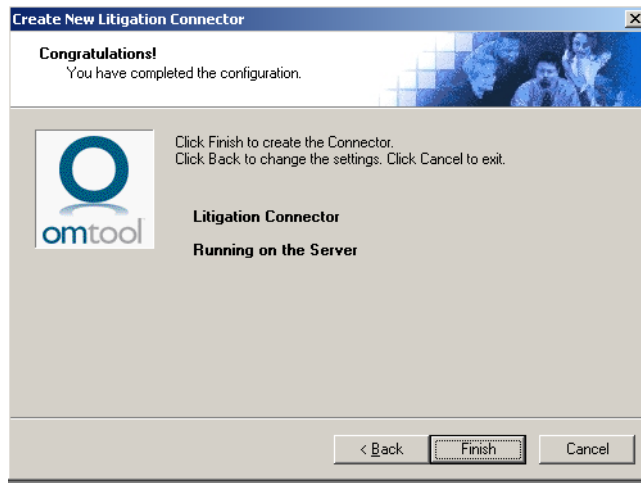 Create New Litigation Connector
Congratulations!
You have completed the configuration.
Click Finish to create the Connector.
Click Back to change the settings. Click Cancel to exit.
omtool
Litigation Connector
Running on the Server
< Back
Finish
Cancel